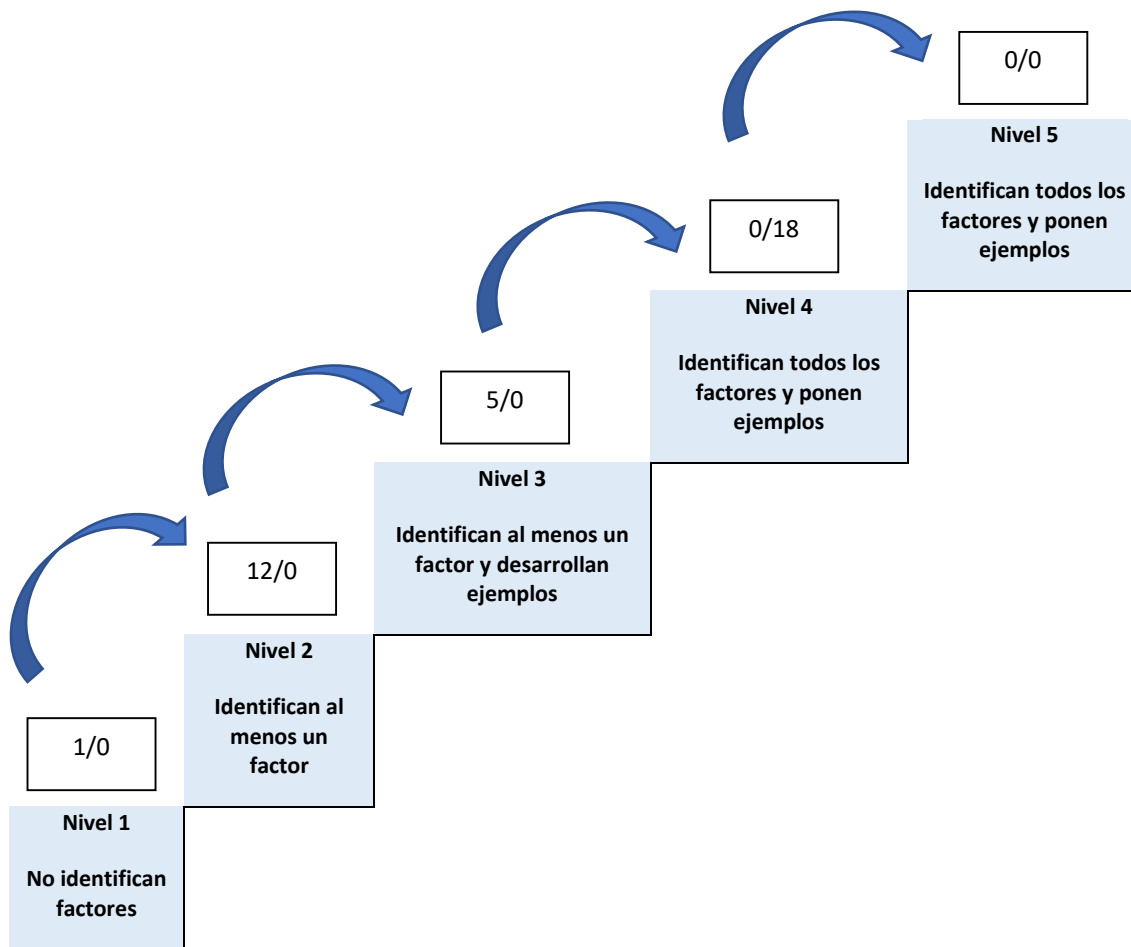 0/0
Nivel 5
Identifican todos los
factores y ponen
ejemplos
0/18
Nivel 4
Identifican todos los
factores y ponen
ejemplos
5/0
Nivel 3
Identifican al menos un
factor y desarrollan
ejemplos
12/0
Nivel 2
Identifican al
menos un
factor
1/0
Nivel 1
No identifican
factores